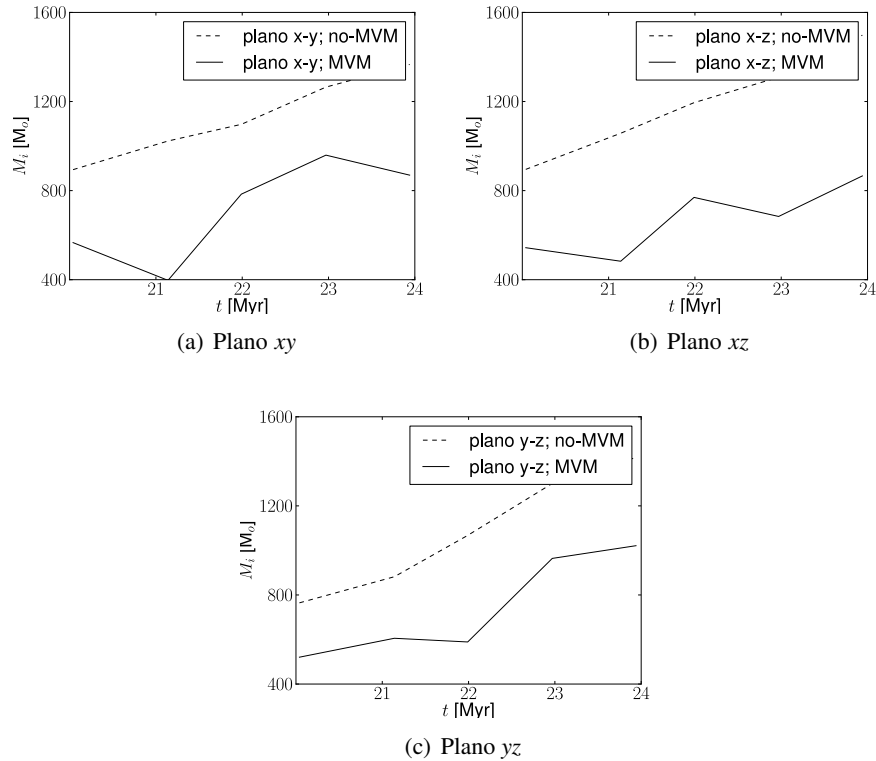 1600
1200
800
400
M_i [M_o]
plano x-y; no-MVM
plano x-y; MVM
21 22 23 24
t [Myr]
(a) Plano xy
1600
1200
800
400
M_i [M_o]
plano x-z; no-MVM
plano x-z; MVM
21 22 23 24
t [Myr]
(b) Plano xz
1600
1200
800
400
M_i [M_o]
plano y-z; no-MVM
plano y-z; MVM
21 22 23 24
t [Myr]
(c) Plano yz